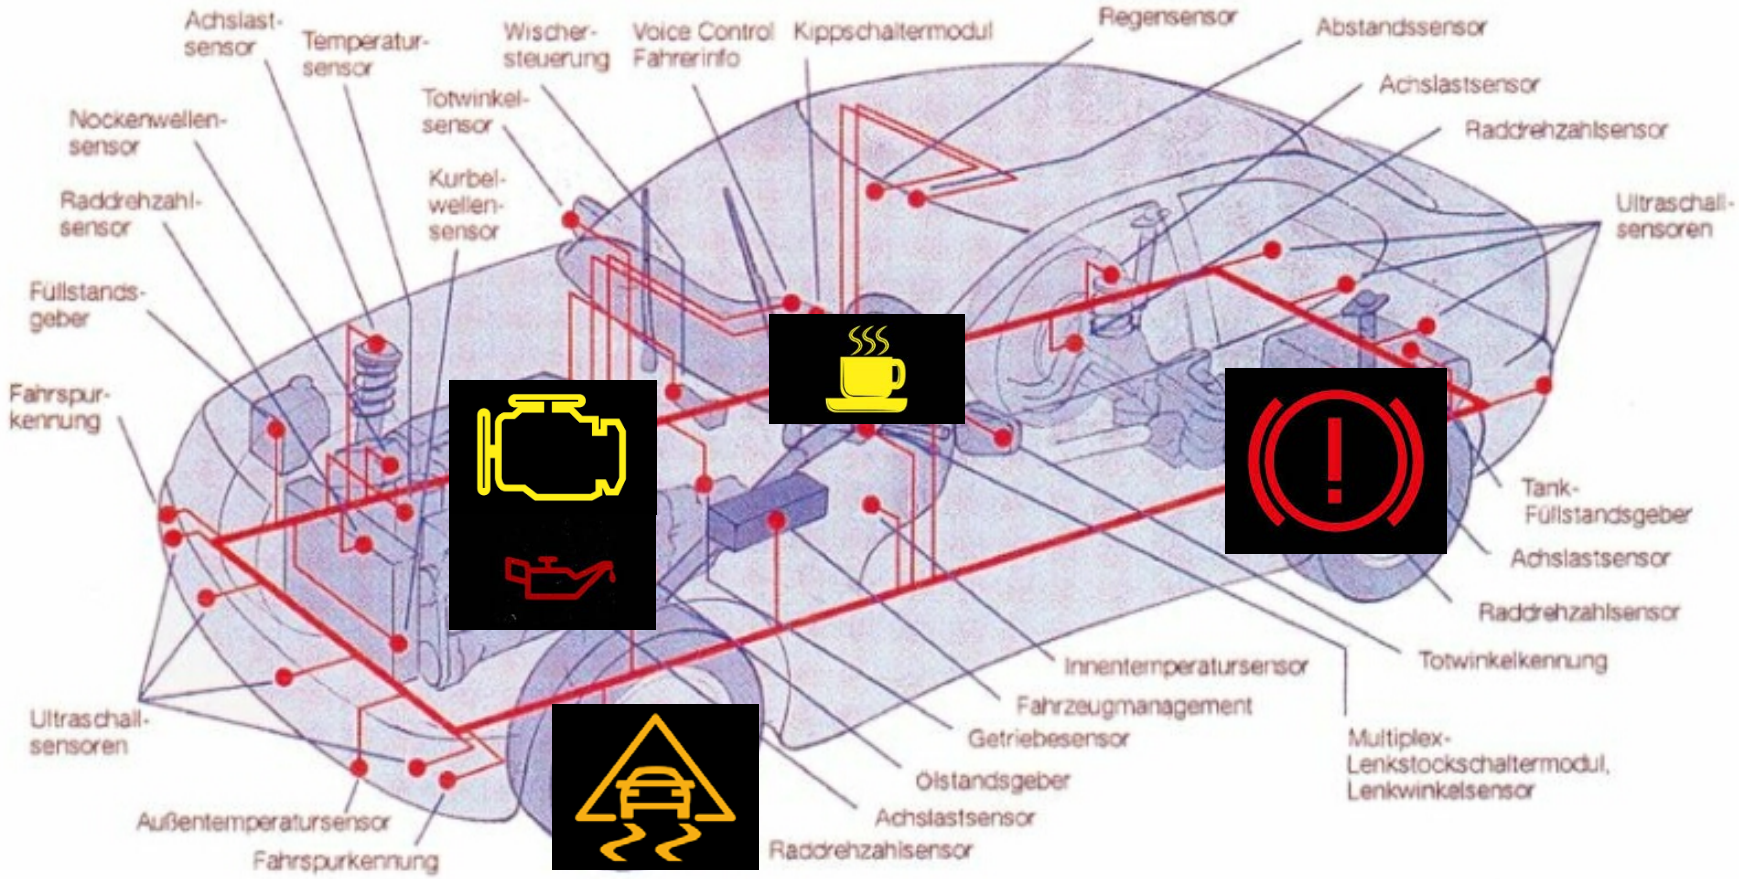 Achslast-
sensor
Temperatur-
sensor
Wischer-
steuerung
Voice Control
Fahrerinfo
Kippschaltermodul
Regensensor
Abstandssensor
Achslastsensor
Raddrehzahlsensor
Ultraschall-
sensoren
Totwinkel-
sensor
Nockenwellen-
sensor
Kurbel-
wellen-
sensor
Raddrehzahl-
sensor
Füllstands-
geber
Fahrspur-
kennung
Ultraschall-
sensoren
Außentemperatursensor
Fahrspurkennung
Tank-
Füllstandsgeber
Achslastsensor
Raddrehzahlsensor
Totwinkelkennung
Innentemperatursensor
Fahrzeugmanagement
Getriebesensor
Ölstandsgeber
Achslastsensor
Raddrehzahlsensor
Multiplex-
Lenkstockschaltermodul,
Lenkwinkelsensor